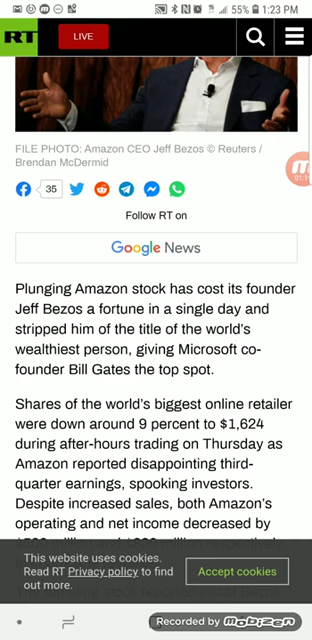 55% 1:23 PM
RT LIVE
FILE PHOTO: Amazon CEO Jeff Bezos © Reuters /
Brendan McDermid
35
Follow RT on
Google News
Plunging Amazon stock has cost its founder
Jeff Bezos a fortune in a single day and
stripped him of the title of the world's
wealthiest person, giving Microsoft co-
founder Bill Gates the top spot.
Shares of the world's biggest online retailer
were down around 9 percent to $1,624
during after-hours trading on Thursday as
Amazon reported disappointing third-
quarter earnings, spooking investors.
Despite increased sales, both Amazon's
operating and net income decreased by
This website uses cookies.
Read RT Privacy policy to find
out more.
Accept cookies
Recorded by mobizen